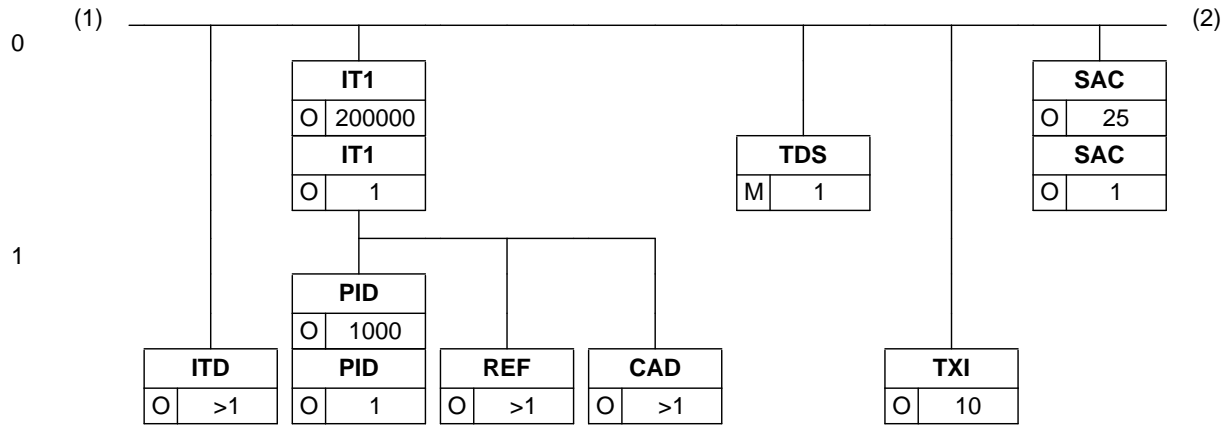 (1) (2)
0
IT1 SAC
O 200000 O 25
IT1 TDS SAC
O 1 M 1 O 1
1
PID
O 1000
ITD PID REF CAD TXI
O >1 O 1 O >1 O >1 O 10